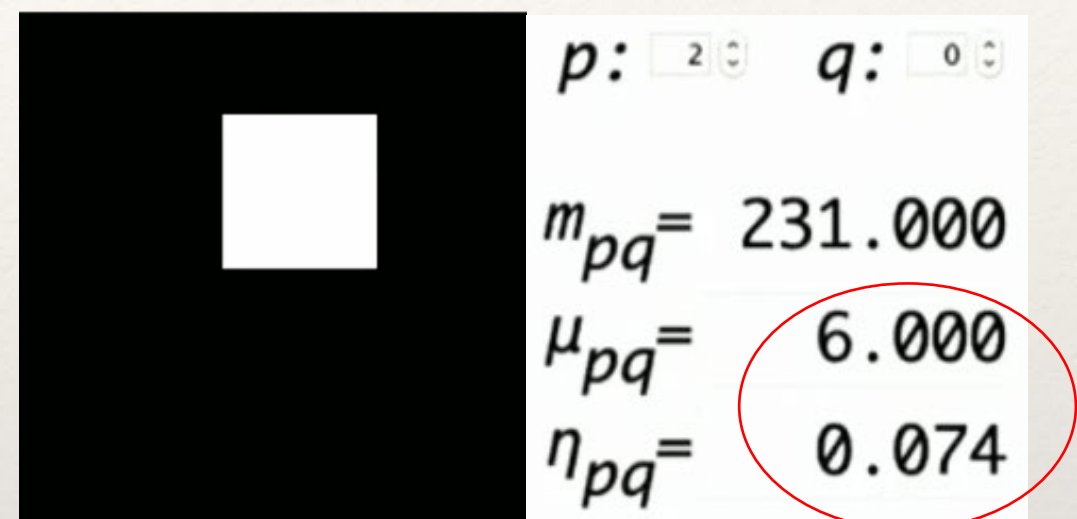 p: 2 q: 0
m_pq= 231.000
μ_pq= 6.000
η_pq= 0.074